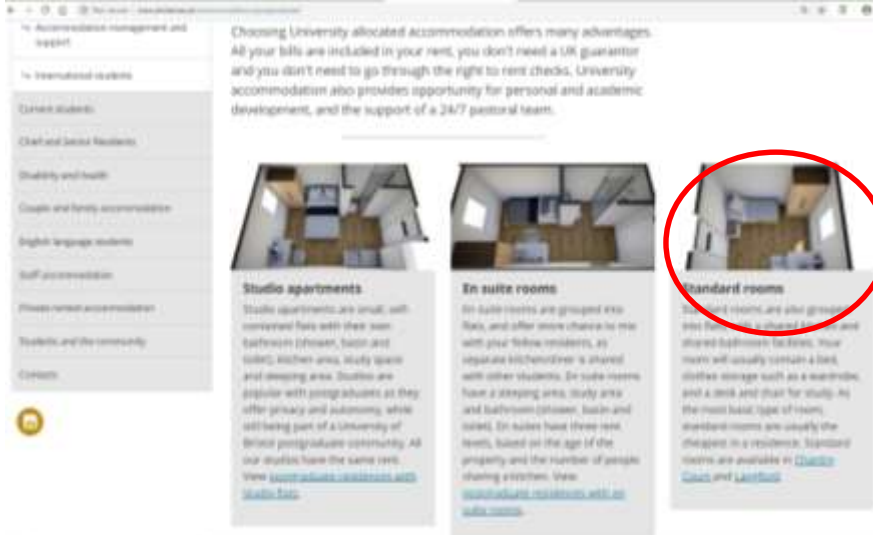 Accommodation management and
support
International students
Current students
Chief and Senior Residents
Disability and health
Couple and family accommodation
English language students
Staff accommodation
Private rented accommodation
Students and the community
Contacts
Choosing University allocated accommodation offers many advantages.
All your bills are included in your rent, you don't need a UK guarantor
and you don't need to go through the right to rent checks. University
accommodation also provides opportunity for personal and academic
development, and the support of a 24/7 pastoral team.
Studio apartments
Studio apartments are small, self-
contained flats with their own
bathroom (shower, basin and
toilet), kitchen area, study space
and sleeping area. Studios are
popular with postgraduates as they
offer privacy and autonomy, while
still being part of a University of
Bristol postgraduate community. All
our studios have the same rent.
View postgraduate residences with
studio flats.
En suite rooms
En suite rooms are grouped into
flats, and offer more chance to mix
with your fellow residents, as
separate kitchen/diner is shared
with other students. En suite rooms
have a sleeping area, study area
and bathroom (shower, basin and
toilet). En suites have three rent
levels, based on the age of the
property and the number of people
sharing a kitchen. View
postgraduate residences with en
suite rooms.
Standard rooms
Standard rooms are also grouped
into flats with a shared kitchen and
shared bathroom facilities. Your
room will usually contain a bed,
clothes storage such as a wardrobe,
and a desk and chair for study. As
the most basic type of room,
standard rooms are usually the
cheapest in a residence. Standard
rooms are available in Chantry
Court and Langford.